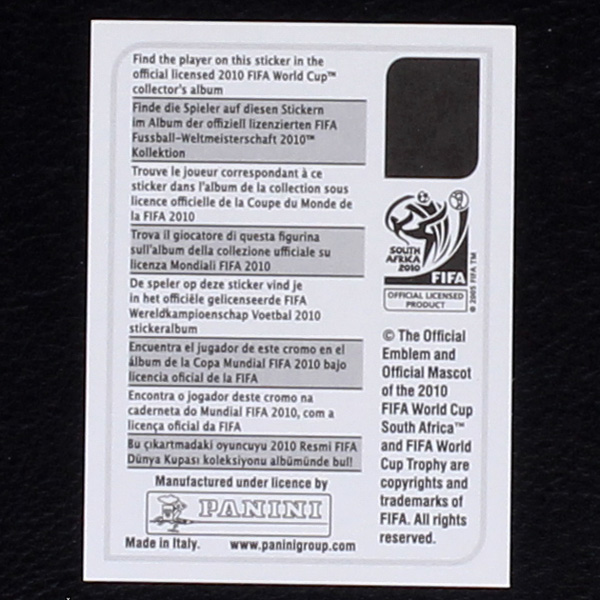 Find the player on this sticker in the
official licensed 2010 FIFA World Cup™
collector's album
Finde die Spieler auf diesen Stickern
im Album der offiziell lizenzierten FIFA
Fussball-Weltmeisterschaft 2010™
Kollektion
Trouve le joueur correspondant à ce
sticker dans l'album de la collection sous
licence officielle de la Coupe du Monde de
la FIFA 2010
Trova il giocatore di questa figurina
sull'album della collezione ufficiale su
licenza Mondiali FIFA 2010
De speler op deze sticker vind je
in het officiële gelicenseerde FIFA
Wereldkampioenschap Voetbal 2010
stickeralbum
Encuentra el jugador de este cromo en el
álbum de la Copa Mundial FIFA 2010 bajo
licencia oficial de la FIFA
Encontra o jogador deste cromo na
caderneta do Mundial FIFA 2010, com a
licença oficial da FIFA
Bu çıkartmadaki oyuncuyu 2010 Resmi FIFA
Dünya Kupası koleksiyonu albümünde bul!
Manufactured under licence by
PANINI
Made in Italy. www.paninigroup.com
SOUTH
AFRICA
2010
FIFA
OFFICIAL LICENSED
PRODUCT
© 2005 FIFA TM
© The Official
Emblem and
Official Mascot
of the 2010
FIFA World Cup
South Africa™
and FIFA World
Cup Trophy are
copyrights and
trademarks of
FIFA. All rights
reserved.